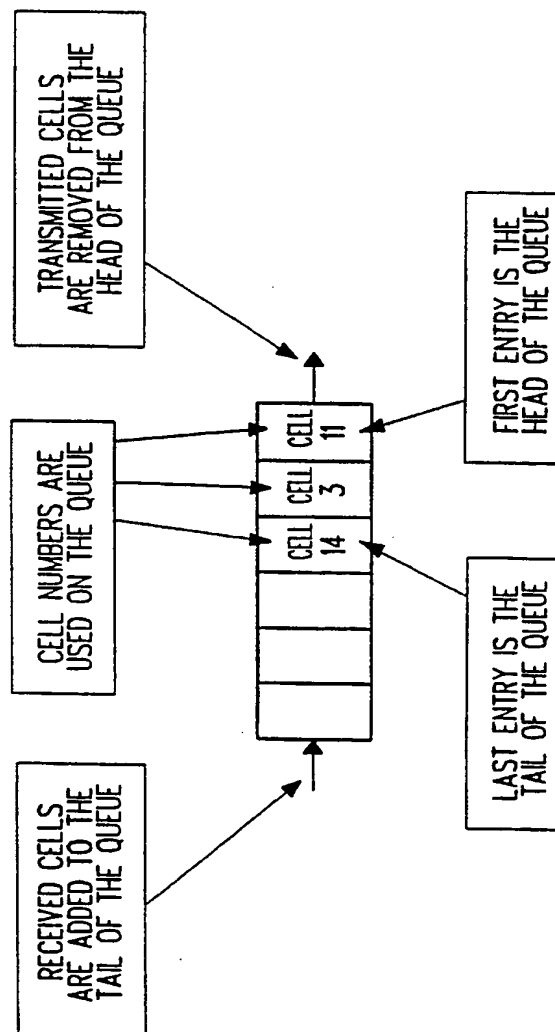 RECEIVED CELLS
ARE ADDED TO THE
TAIL OF THE QUEUE
CELL NUMBERS ARE
USED ON THE QUEUE
TRANSMITTED CELLS
ARE REMOVED FROM THE
HEAD OF THE QUEUE
CELL
14
CELL
3
CELL
11
LAST ENTRY IS THE
TAIL OF THE QUEUE
FIRST ENTRY IS THE
HEAD OF THE QUEUE